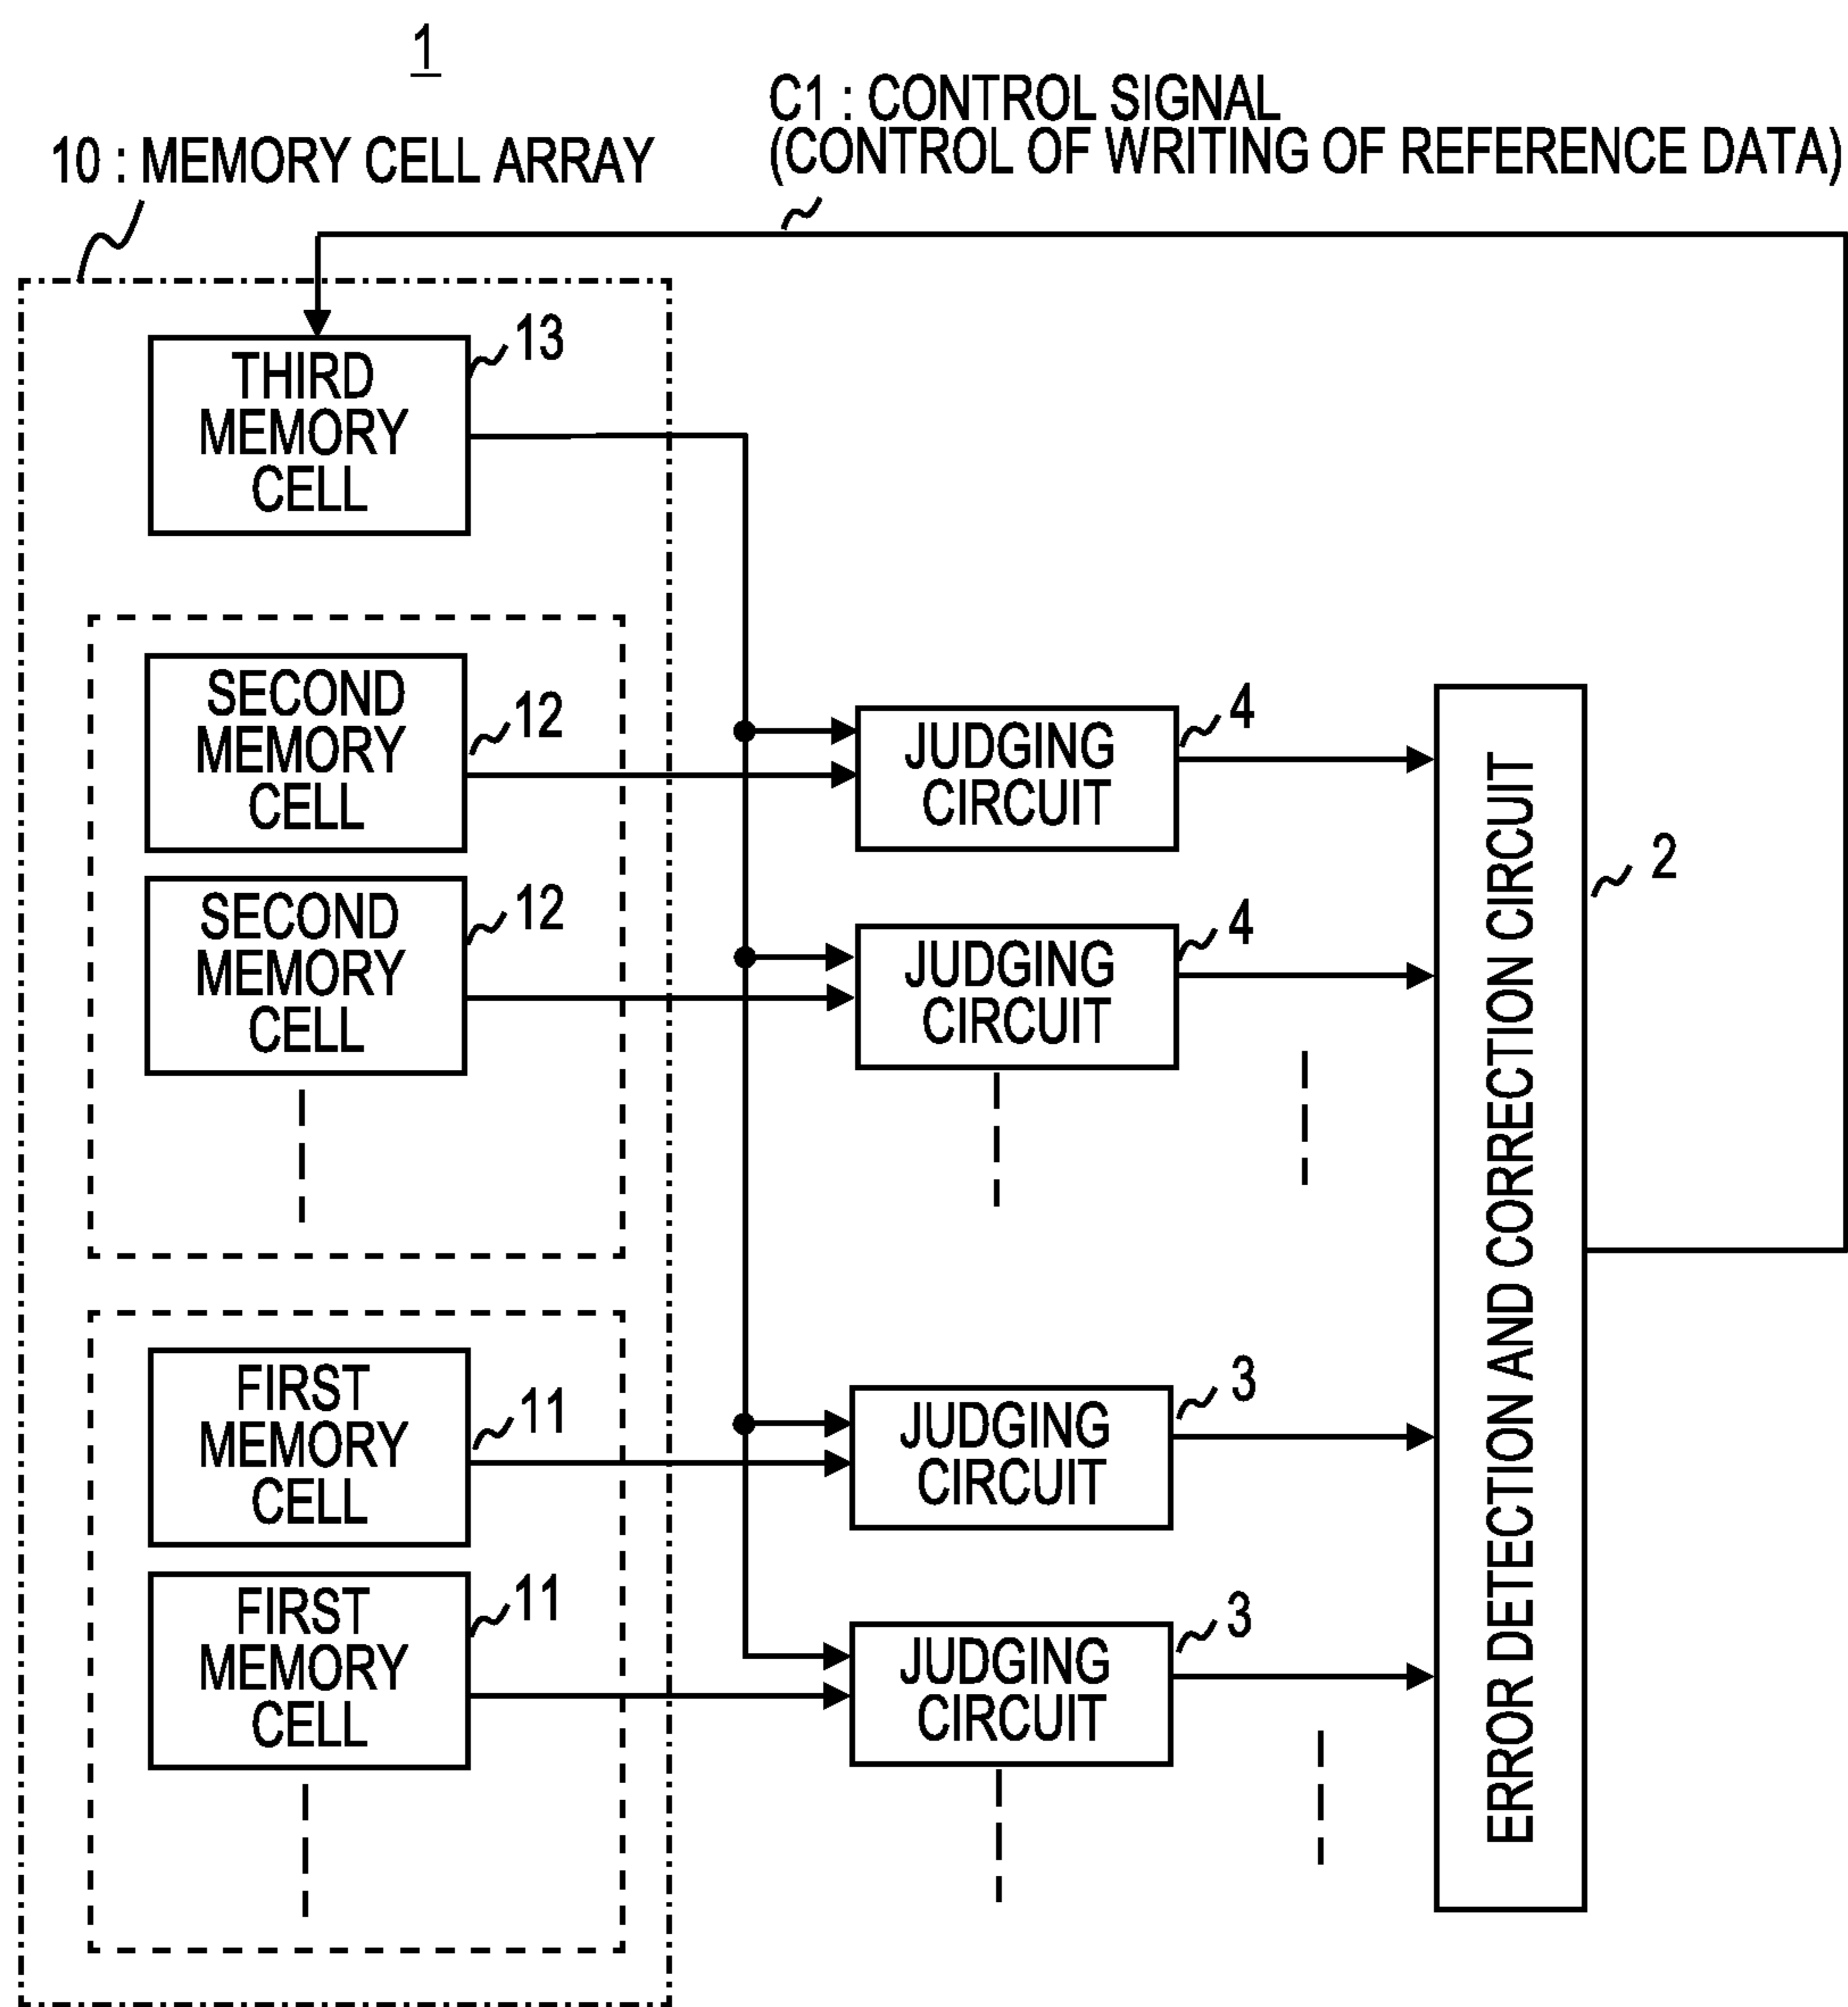 1
C1 : CONTROL SIGNAL
(CONTROL OF WRITING OF REFERENCE DATA)
10 : MEMORY CELL ARRAY
THIRD
MEMORY
CELL
13
SECOND
MEMORY
CELL
12
JUDGING
CIRCUIT
4
SECOND
MEMORY
CELL
12
JUDGING
CIRCUIT
4
ERROR DETECTION AND CORRECTION CIRCUIT
2
FIRST
MEMORY
CELL
11
JUDGING
CIRCUIT
3
FIRST
MEMORY
CELL
11
JUDGING
CIRCUIT
3